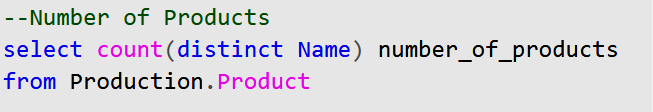 --Number of Products
select count(distinct Name) number_of_products
from Production.Product